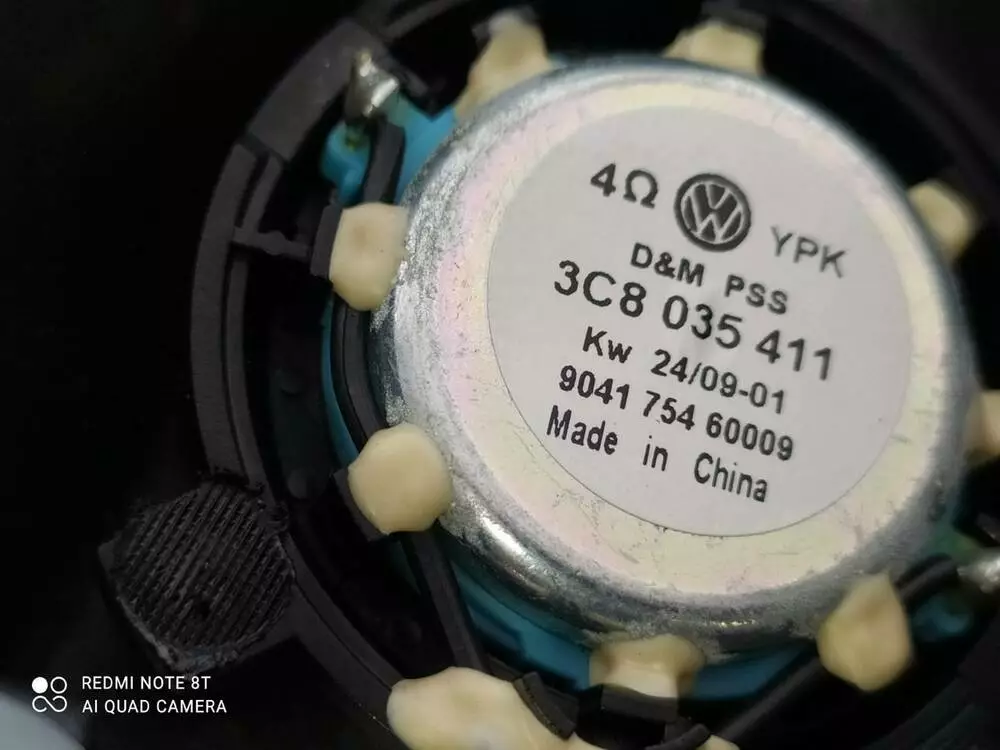 4Ω VW YPK
D&M PSS
3C8 035 411
Kw 24/09-01
9041 754 60009
Made in China
REDMI NOTE 8T
AI QUAD CAMERA